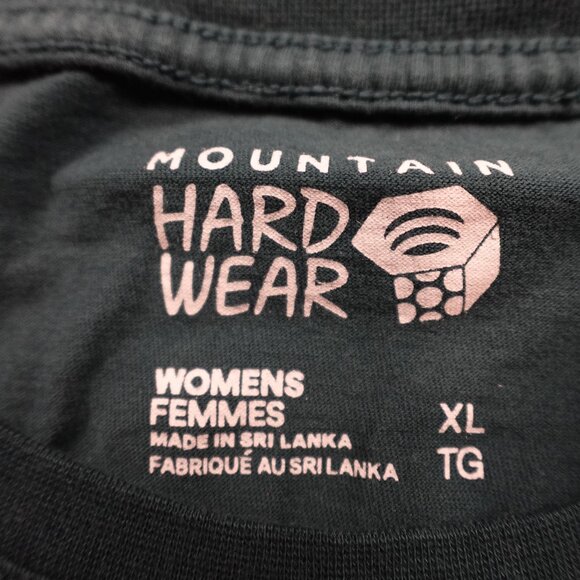 MOUNTAIN
HARD
WEAR
WOMENS
FEMMES XL
MADE IN SRI LANKA
FABRIQUÉ AU SRI LANKA TG